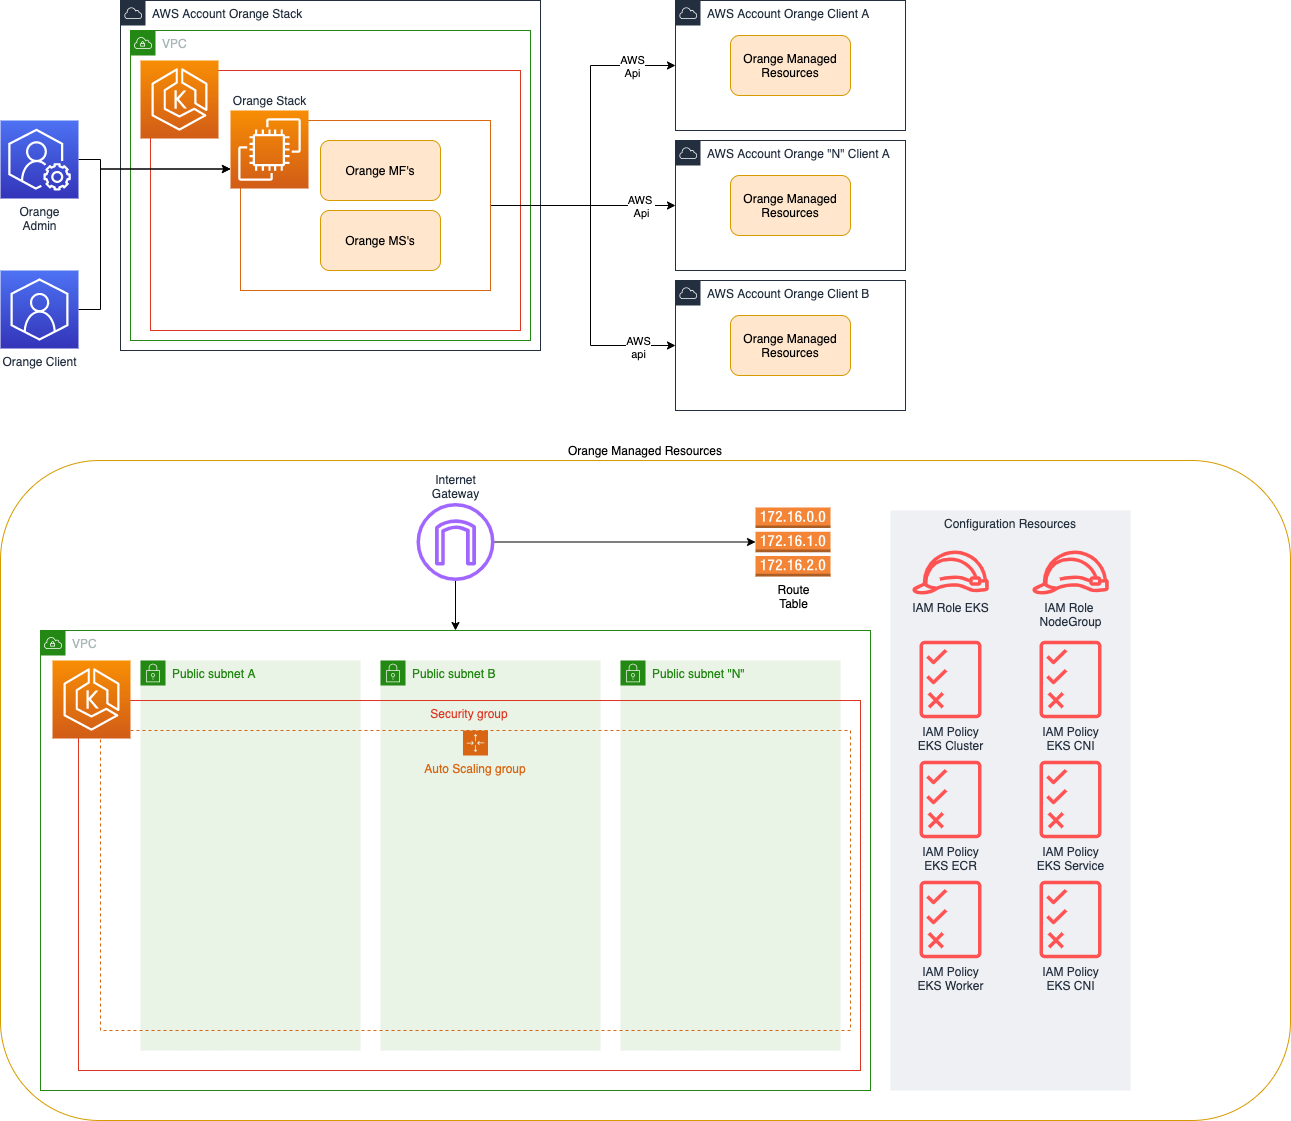 AWS Account Orange Stack
VPC
K
Orange Stack
Orange MF's
Orange MS's
Orange
Admin
Orange Client
AWS
Api
AWS Account Orange Client A
Orange Managed
Resources
AWS
Api
AWS Account Orange "N" Client A
Orange Managed
Resources
AWS
api
AWS Account Orange Client B
Orange Managed
Resources
Orange Managed Resources
Internet
Gateway
172.16.0.0
172.16.1.0
172.16.2.0
Route
Table
VPC
K
Public subnet A
Public subnet B
Public subnet "N"
Security group
Auto Scaling group
Configuration Resources
IAM Role EKS
IAM Role
NodeGroup
IAM Policy
EKS Cluster
IAM Policy
EKS CNI
IAM Policy
EKS ECR
IAM Policy
EKS Service
IAM Policy
EKS Worker
IAM Policy
EKS CNI